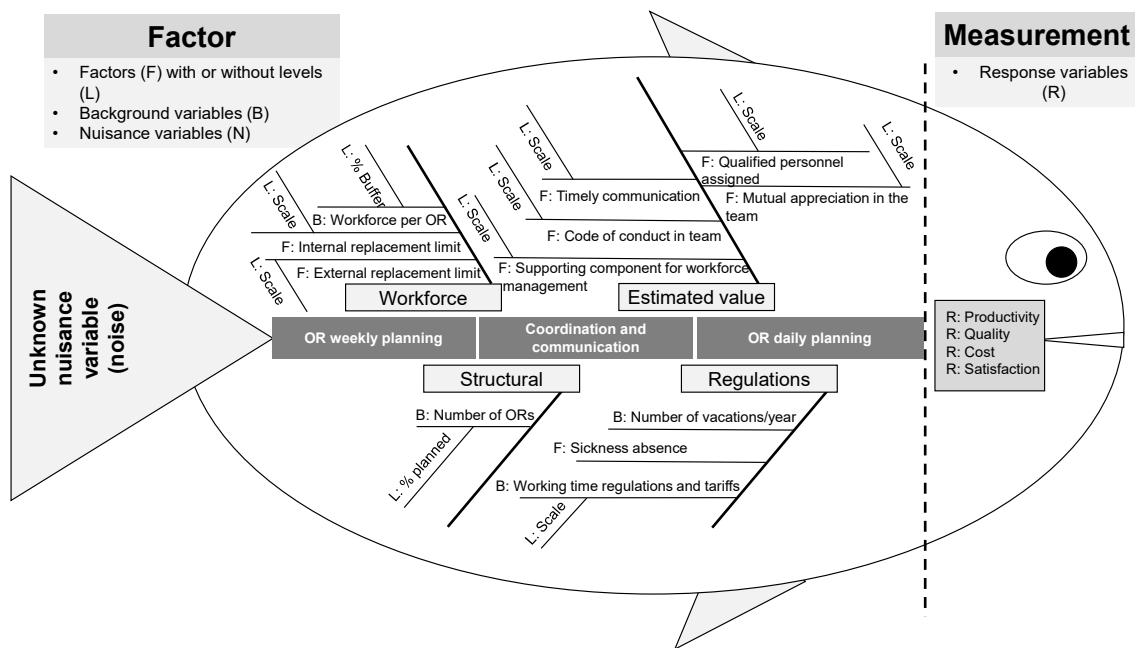 Factor
• Factors (F) with or without levels
(L)
• Background variables (B)
• Nuisance variables (N)
Measurement
• Response variables
(R)
Unknown
nuisance
variable
(noise)
L: Scale
L: % Buffer
B: Workforce per OR
L: Scale
F: Internal replacement limit
L: Scale
F: External replacement limit
Workforce
L: Scale
F: Timely communication
L: Scale
F: Code of conduct in team
L: Scale
F: Supporting component for workforce
management
L: Scale
F: Qualified personnel
assigned
L: Scale
F: Mutual appreciation in the
team
Estimated value
OR weekly planning
Coordination and
communication
OR daily planning
R: Productivity
R: Quality
R: Cost
R: Satisfaction
Structural
B: Number of ORs
L: % planned
Regulations
B: Number of vacations/year
F: Sickness absence
B: Working time regulations and tariffs
L: Scale